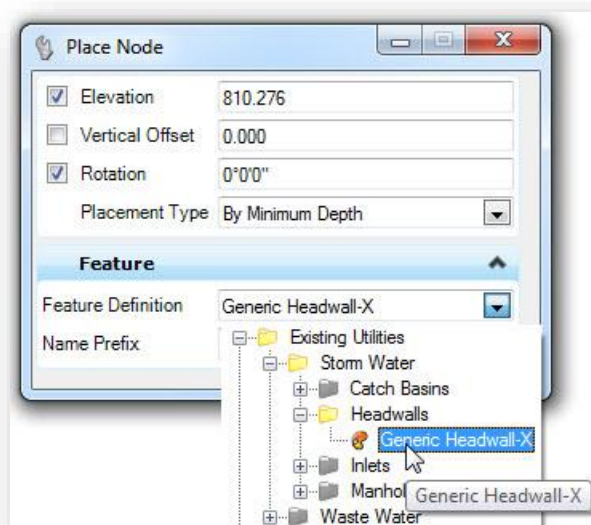 Place Node
Elevation 810.276
Vertical Offset 0.000
Rotation 0°0'0"
Placement Type By Minimum Depth
Feature
Feature Definition Generic Headwall-X
Name Prefix
Existing Utilities
Storm Water
Catch Basins
Headwalls
Generic Headwall-X
Inlets
Manhol
Generic Headwall-X
Waste Water